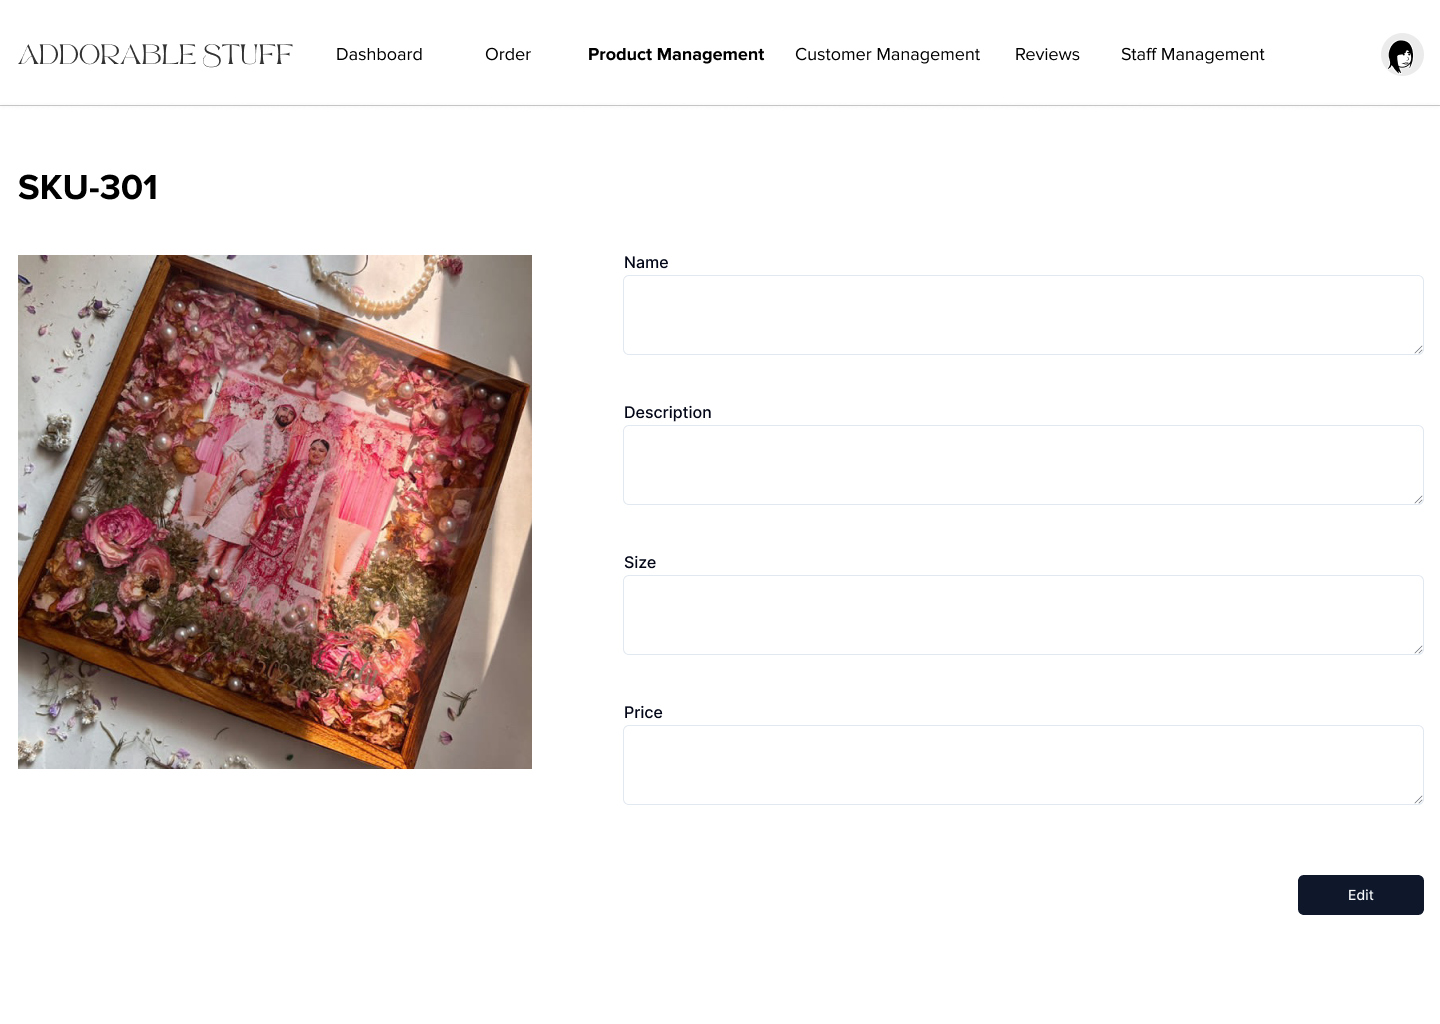 ADDORABLE STUFF
Dashboard
Order
Product Management
Customer Management
Reviews
Staff Management
SKU-301
Name
Description
Size
Price
Edit